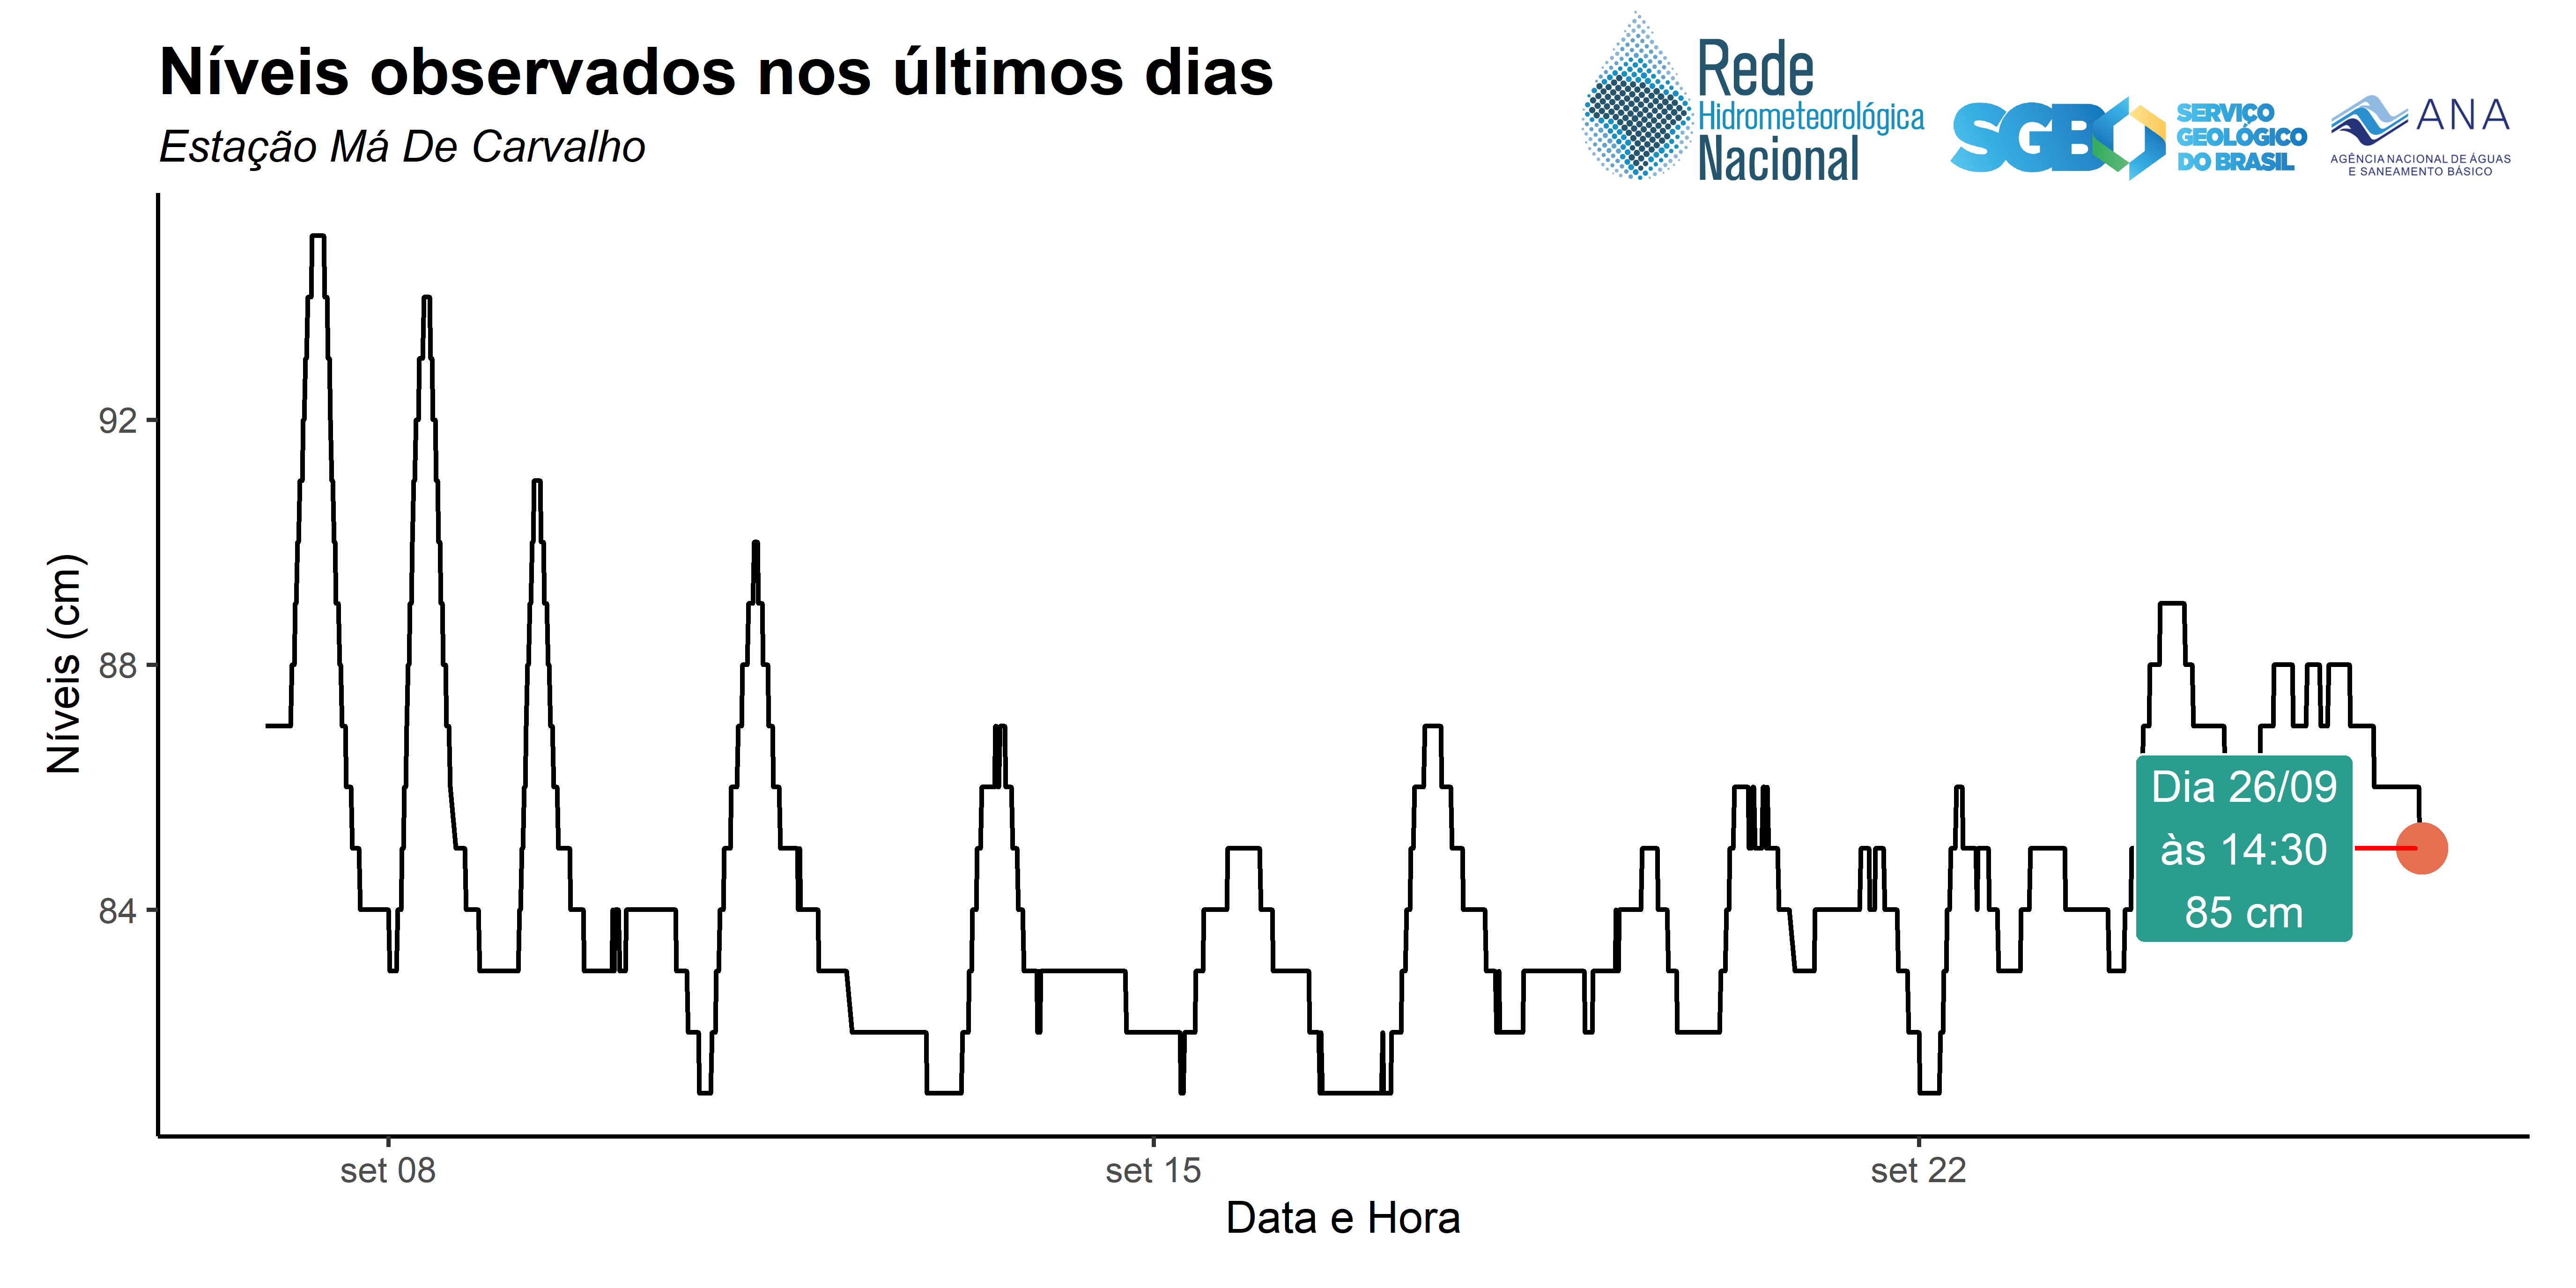 Níveis observados nos últimos dias
Estação Má De Carvalho
Rede
Hidrometeorológica
Nacional
SGB
SERVIÇO
GEOLÓGICO
DO BRASIL
ANA
AGÊNCIA NACIONAL DE ÁGUAS
E SANEAMENTO BÁSICO
Níveis (cm)
92
88
84
Dia 26/09
às 14:30
85 cm
set 08
set 15
set 22
Data e Hora